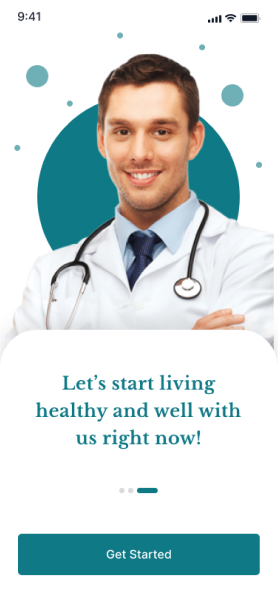 9:41
Let’s start living
healthy and well with
us right now!
Get Started